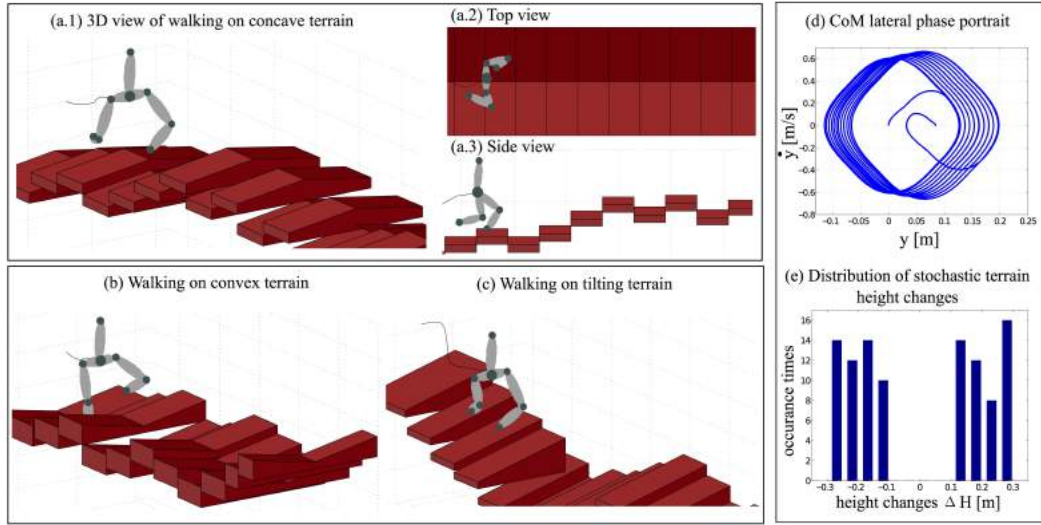 (a.1) 3D view of walking on concave terrain
(a.2) Top view
(a.3) Side view
(b) Walking on convex terrain
(c) Walking on tilting terrain
(d) CoM lateral phase portrait
ẏ [m/s]
0.6
0.4
0.2
0
−0.2
−0.4
−0.6
−0.8
−0.1 −0.05 0 0.05 0.1 0.15 0.2 0.25
y [m]
(e) Distribution of stochastic terrain
height changes
occurance times
16
14
12
10
8
6
4
2
0
−0.3 −0.2 −0.1 0 0.1 0.2 0.3
height changes Δ H [m]